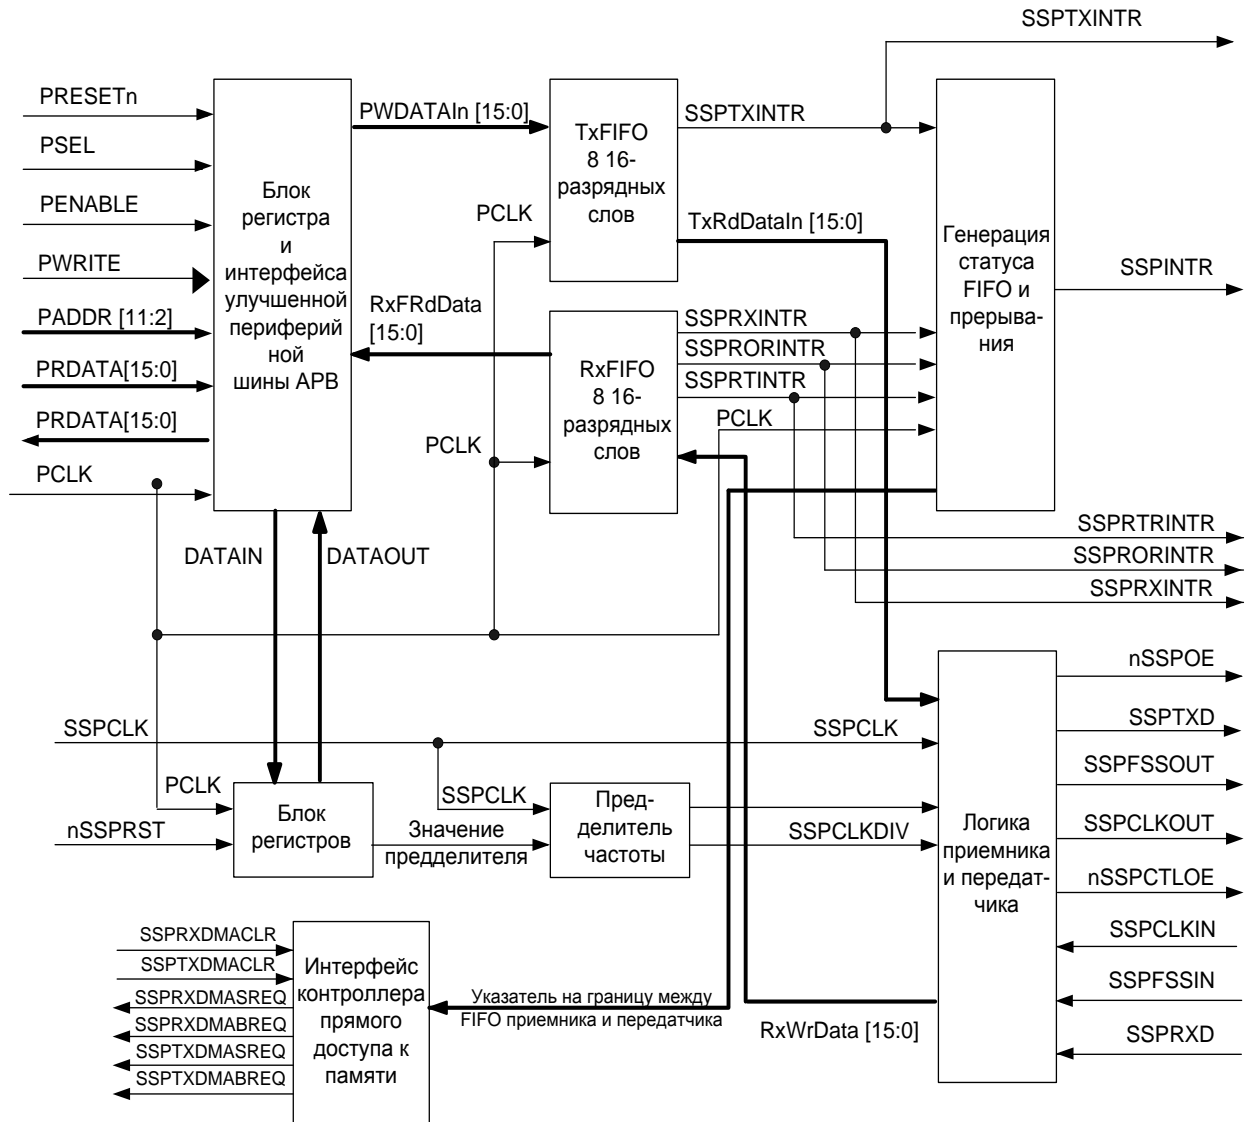 SSPTXINTR
PRESETn
PSEL
PENABLE
PWRITE
PADDR [11:2]
PRDATA[15:0]
PRDATA[15:0]
PCLK
Блок
регистра
и
интерфейса
улучшенной
периферий
ной
шины APB
PWDATAIn [15:0]
PCLK
RxFRdData
[15:0]
PCLK
TxFIFO
8 16-
разрядных
слов
SSPTXINTR
TxRdDataIn [15:0]
RxFIFO
8 16-
разрядных
слов
SSPRXINTR
SSPRORINTR
SSPRTINTR
PCLK
Генерация
статуса
FIFO и
прерыва-
ния
SSPINTR
SSPRTRINTR
SSPRORINTR
SSPRXINTR
DATAIN
DATAOUT
SSPCLK
SSPCLK
PCLK
nSSPRST
Блок
регистров
SSPCLK
Значение
предделителя
Пред-
делитель
частоты
SSPCLKDIV
Логика
приемника
и передат-
чика
nSSPOE
SSPTXD
SSPFSSOUT
SSPCLKOUT
nSSPCTLOE
SSPCLKIN
SSPFSSIN
SSPRXD
SSPRXDMACLR
SSPTXDMACLR
SSPRXDMASREQ
SSPRXDMABREQ
SSPTXDMASREQ
SSPTXDMABREQ
Интерфейс
контроллера
прямого
доступа к
памяти
Указатель на границу между
FIFO приемника и передатчика
RxWrData [15:0]